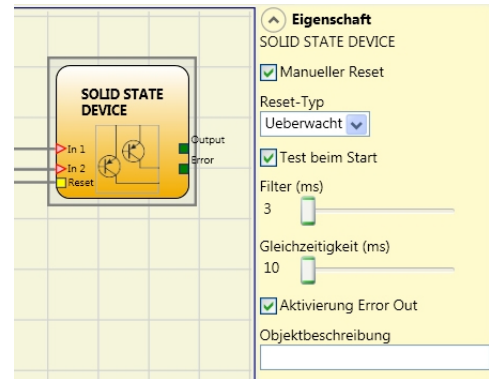 SOLID STATE
DEVICE
In 1
In 2
Reset
Output
Error
Eigenschaft
SOLID STATE DEVICE
Manueller Reset
Reset-Typ
Ueberwacht
Test beim Start
Filter (ms)
3
Gleichzeitigkeit (ms)
10
Aktivierung Error Out
Objektbeschreibung